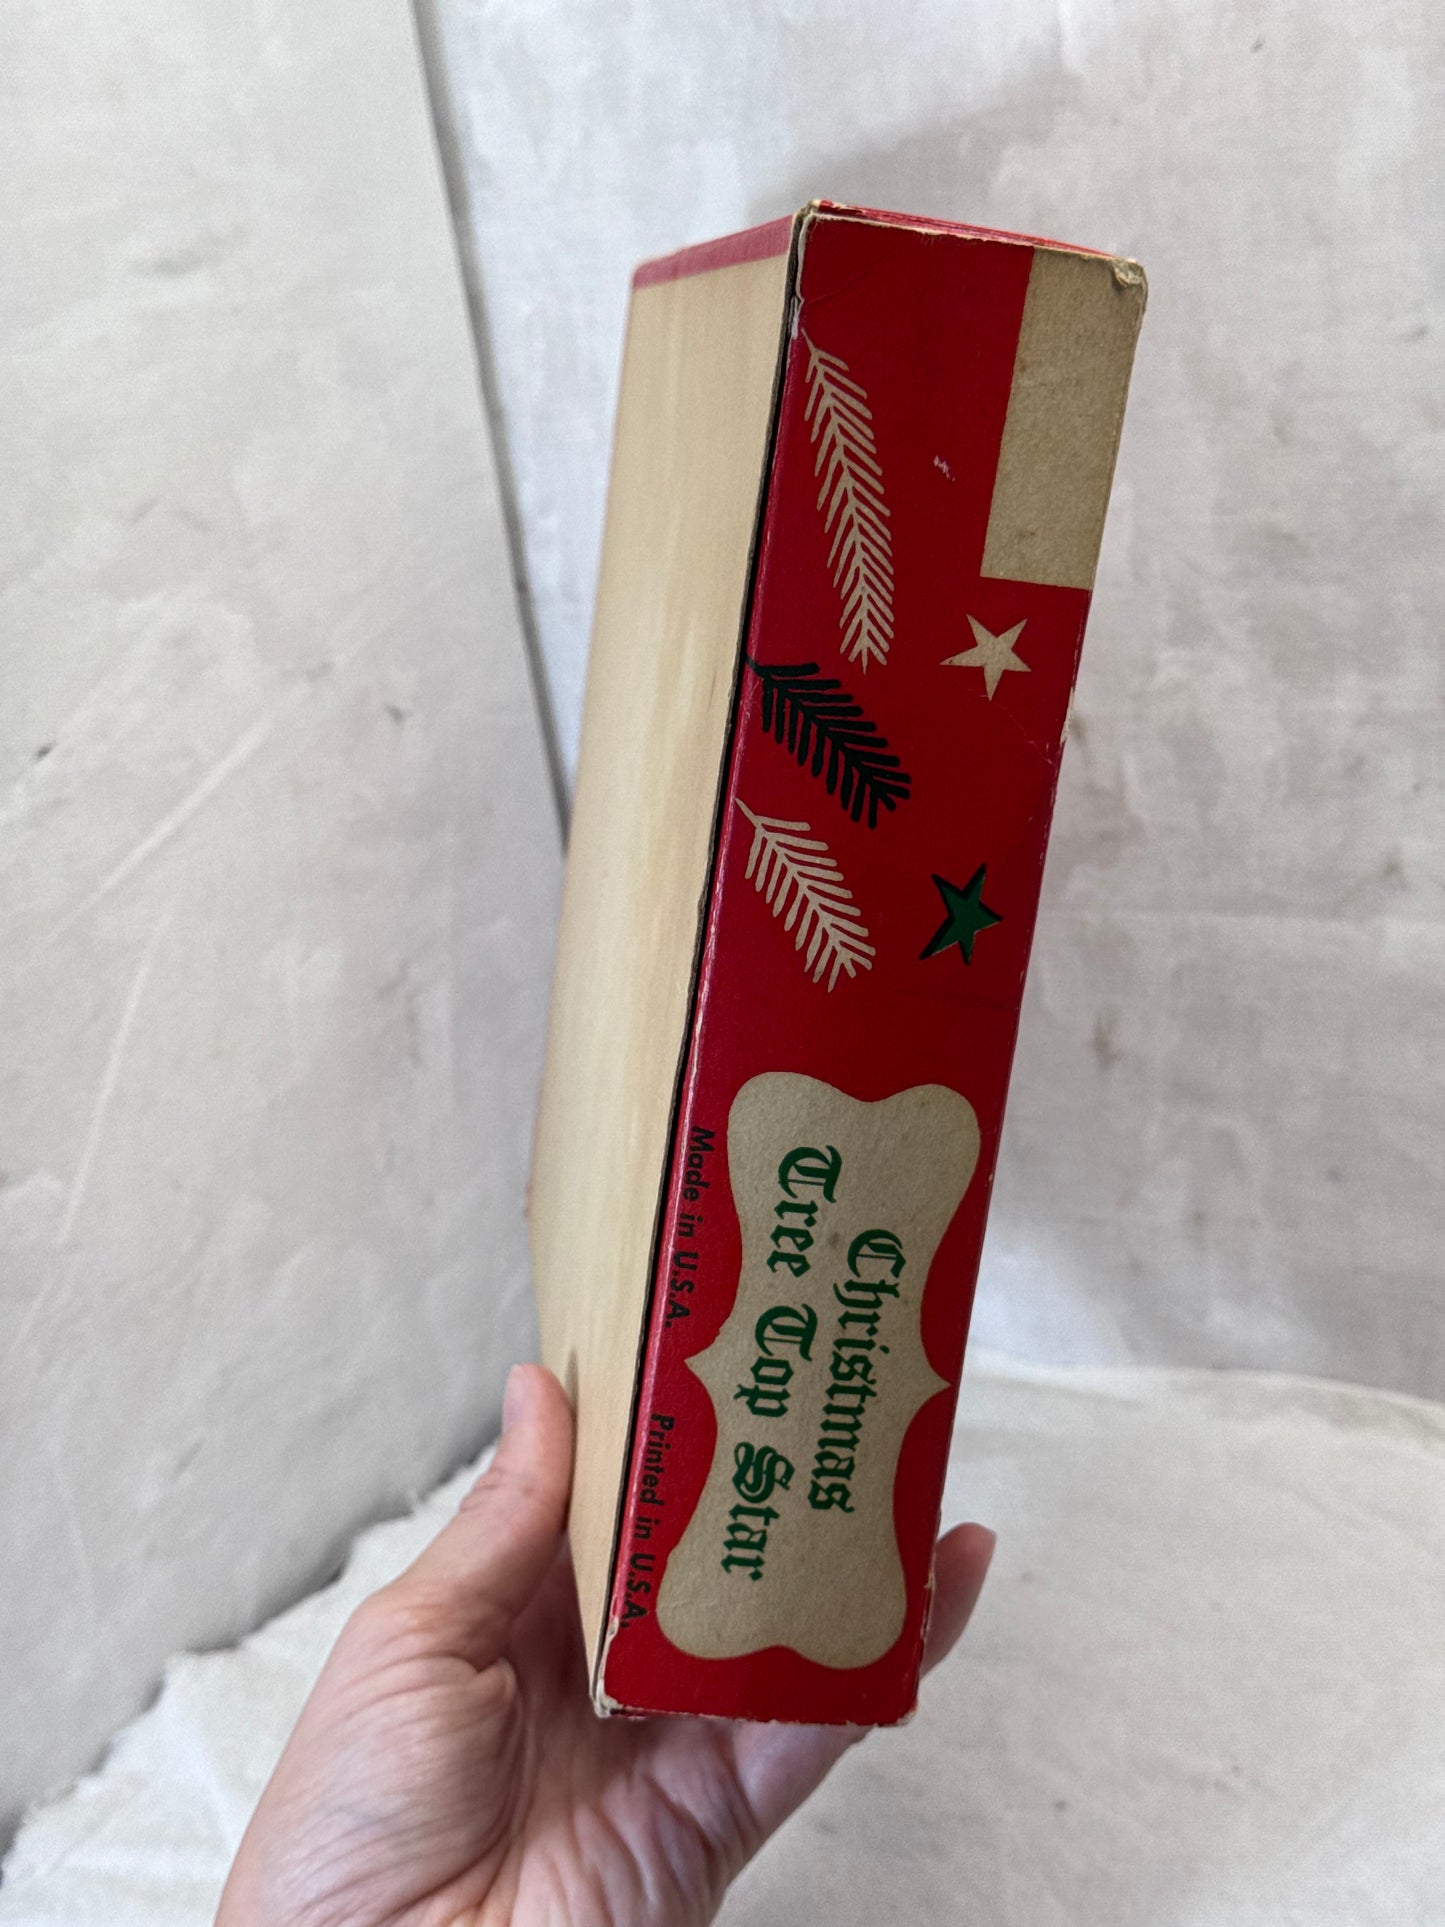 Christmas
Tree Top Star
Made in U.S.A.
Printed in U.S.A.